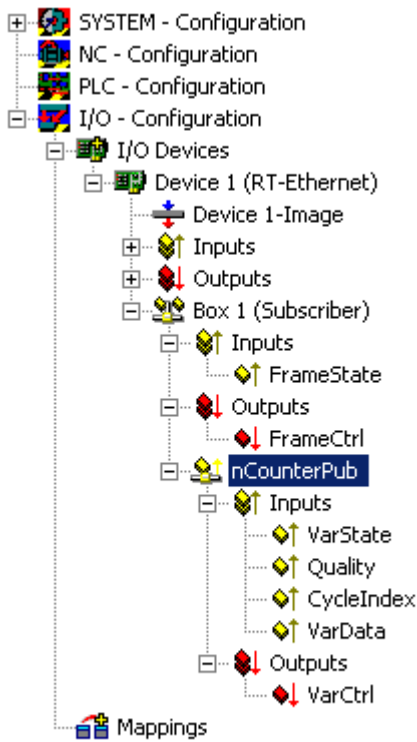 SYSTEM - Configuration
NC - Configuration
PLC - Configuration
I/O - Configuration
I/O Devices
Device 1 (RT-Ethernet)
Device 1-Image
Inputs
Outputs
Box 1 (Subscriber)
Inputs
FrameState
Outputs
FrameCtrl
nCounterPub
Inputs
VarState
Quality
CycleIndex
VarData
Outputs
VarCtrl
Mappings